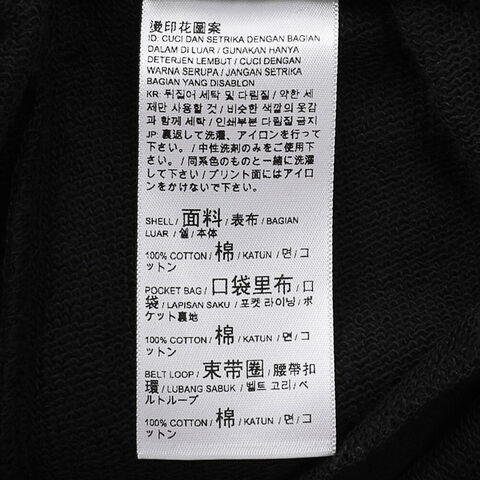 燙印花圖案
ID: CUCI DAN SETRIKA DENGAN BAGIAN
DALAM DI LUAR / GUNAKAN HANYA
DETERJEN LEMBUT / CUCI DENGAN
WARNA SERUPA / JANGAN SETRIKA
BAGIAN YANG DISABLON
KR: 뒤집어 세탁 및 다림질 / 약한 세
제만 사용할 것 / 비슷한 색깔의 옷감
과 함께 세탁 / 인쇄부분 다림질 금지
JP: 裏返して洗濯、アイロンを行って
下さい。/ 中性洗剤のみをご使用下
さい。/ 同系色のものと一緒に洗濯
して下さい / プリント面にはアイロ
ンをかけないで下さい。
SHELL / 面料 / 表布 / BAGIAN
LUAR / 쉘 / 本体
100% COTTON / 棉 / KATUN / 면 / コ
ットン
POCKET BAG / 口袋里布 / 口
袋 / LAPISAN SAKU / 포켓 라이닝 / ポ
ケット裏地
100% COTTON / 棉 / KATUN / 면 / コ
ットン
BELT LOOP / 束带圈 / 腰帶扣
環 / LUBANG SABUK / 벨트 고리 / ベ
ルトループ
100% COTTON / 棉 / KATUN / 면 / コ
ットン